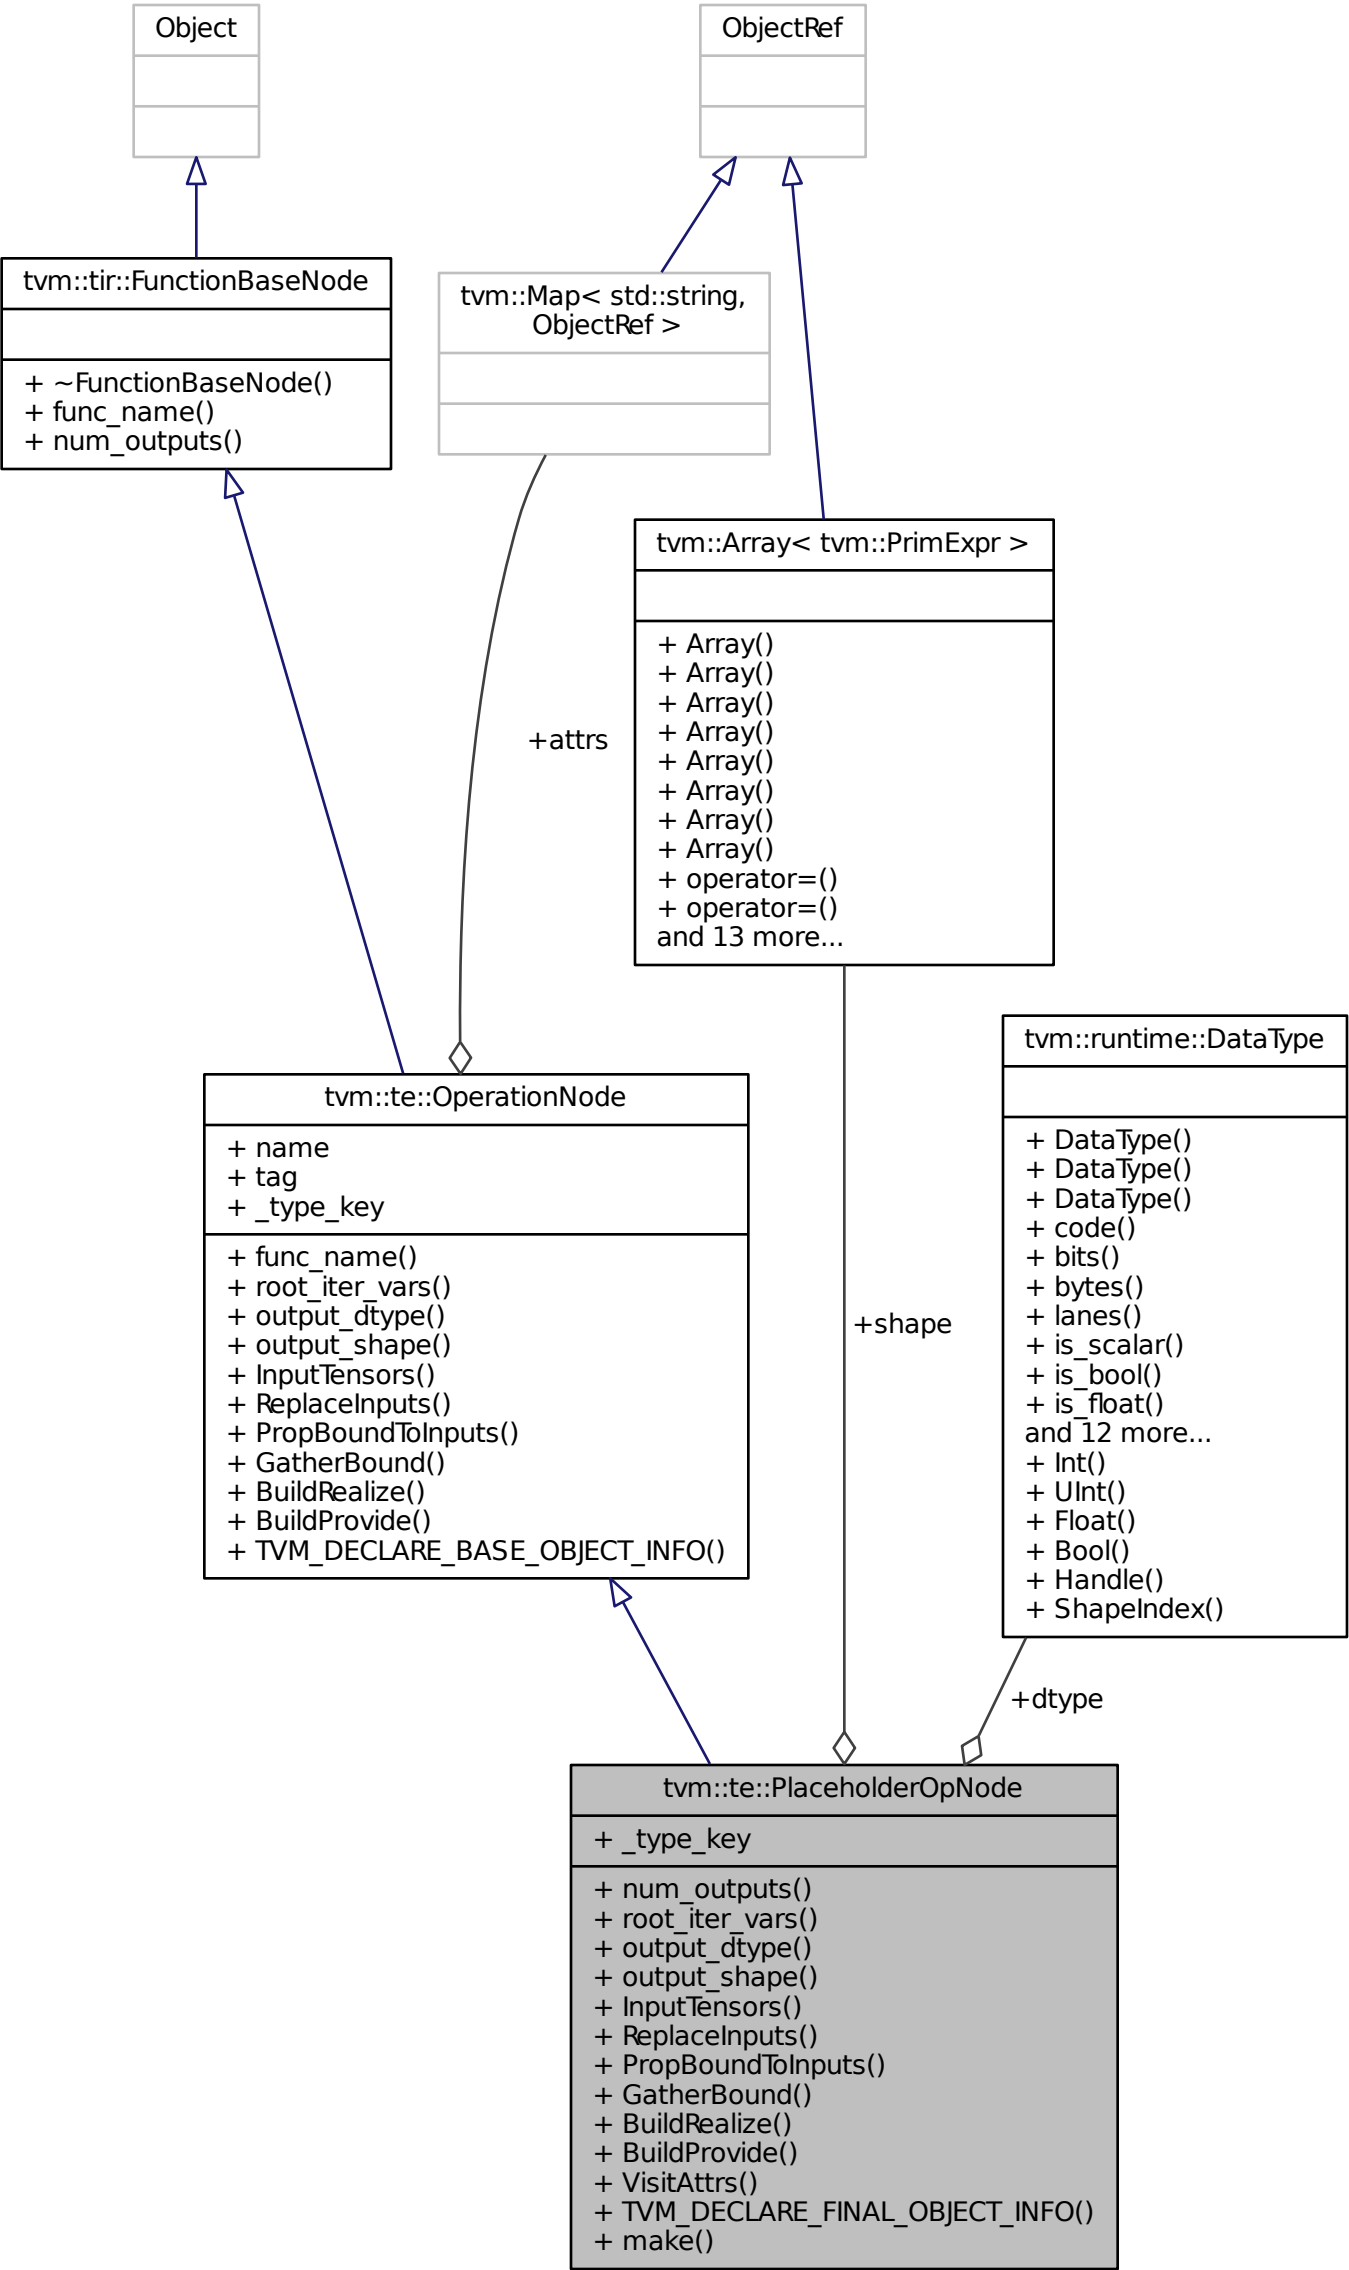 Object
ObjectRef
tvm::tir::FunctionBaseNode
+ ~FunctionBaseNode()
+ func_name()
+ num_outputs()
tvm::Map< std::string,
ObjectRef >
tvm::Array< tvm::PrimExpr >
+ Array()
+ Array()
+ Array()
+ Array()
+ Array()
+ Array()
+ Array()
+ Array()
+ operator=()
+ operator=()
and 13 more...
+attrs
tvm::te::OperationNode
+ name
+ tag
+ _type_key
+ func_name()
+ root_iter_vars()
+ output_dtype()
+ output_shape()
+ InputTensors()
+ ReplaceInputs()
+ PropBoundToInputs()
+ GatherBound()
+ BuildRealize()
+ BuildProvide()
+ TVM_DECLARE_BASE_OBJECT_INFO()
+shape
tvm::runtime::DataType
+ DataType()
+ DataType()
+ DataType()
+ code()
+ bits()
+ bytes()
+ lanes()
+ is_scalar()
+ is_bool()
+ is_float()
and 12 more...
+ Int()
+ UInt()
+ Float()
+ Bool()
+ Handle()
+ ShapeIndex()
+dtype
tvm::te::PlaceholderOpNode
+ _type_key
+ num_outputs()
+ root_iter_vars()
+ output_dtype()
+ output_shape()
+ InputTensors()
+ ReplaceInputs()
+ PropBoundToInputs()
+ GatherBound()
+ BuildRealize()
+ BuildProvide()
+ VisitAttrs()
+ TVM_DECLARE_FINAL_OBJECT_INFO()
+ make()